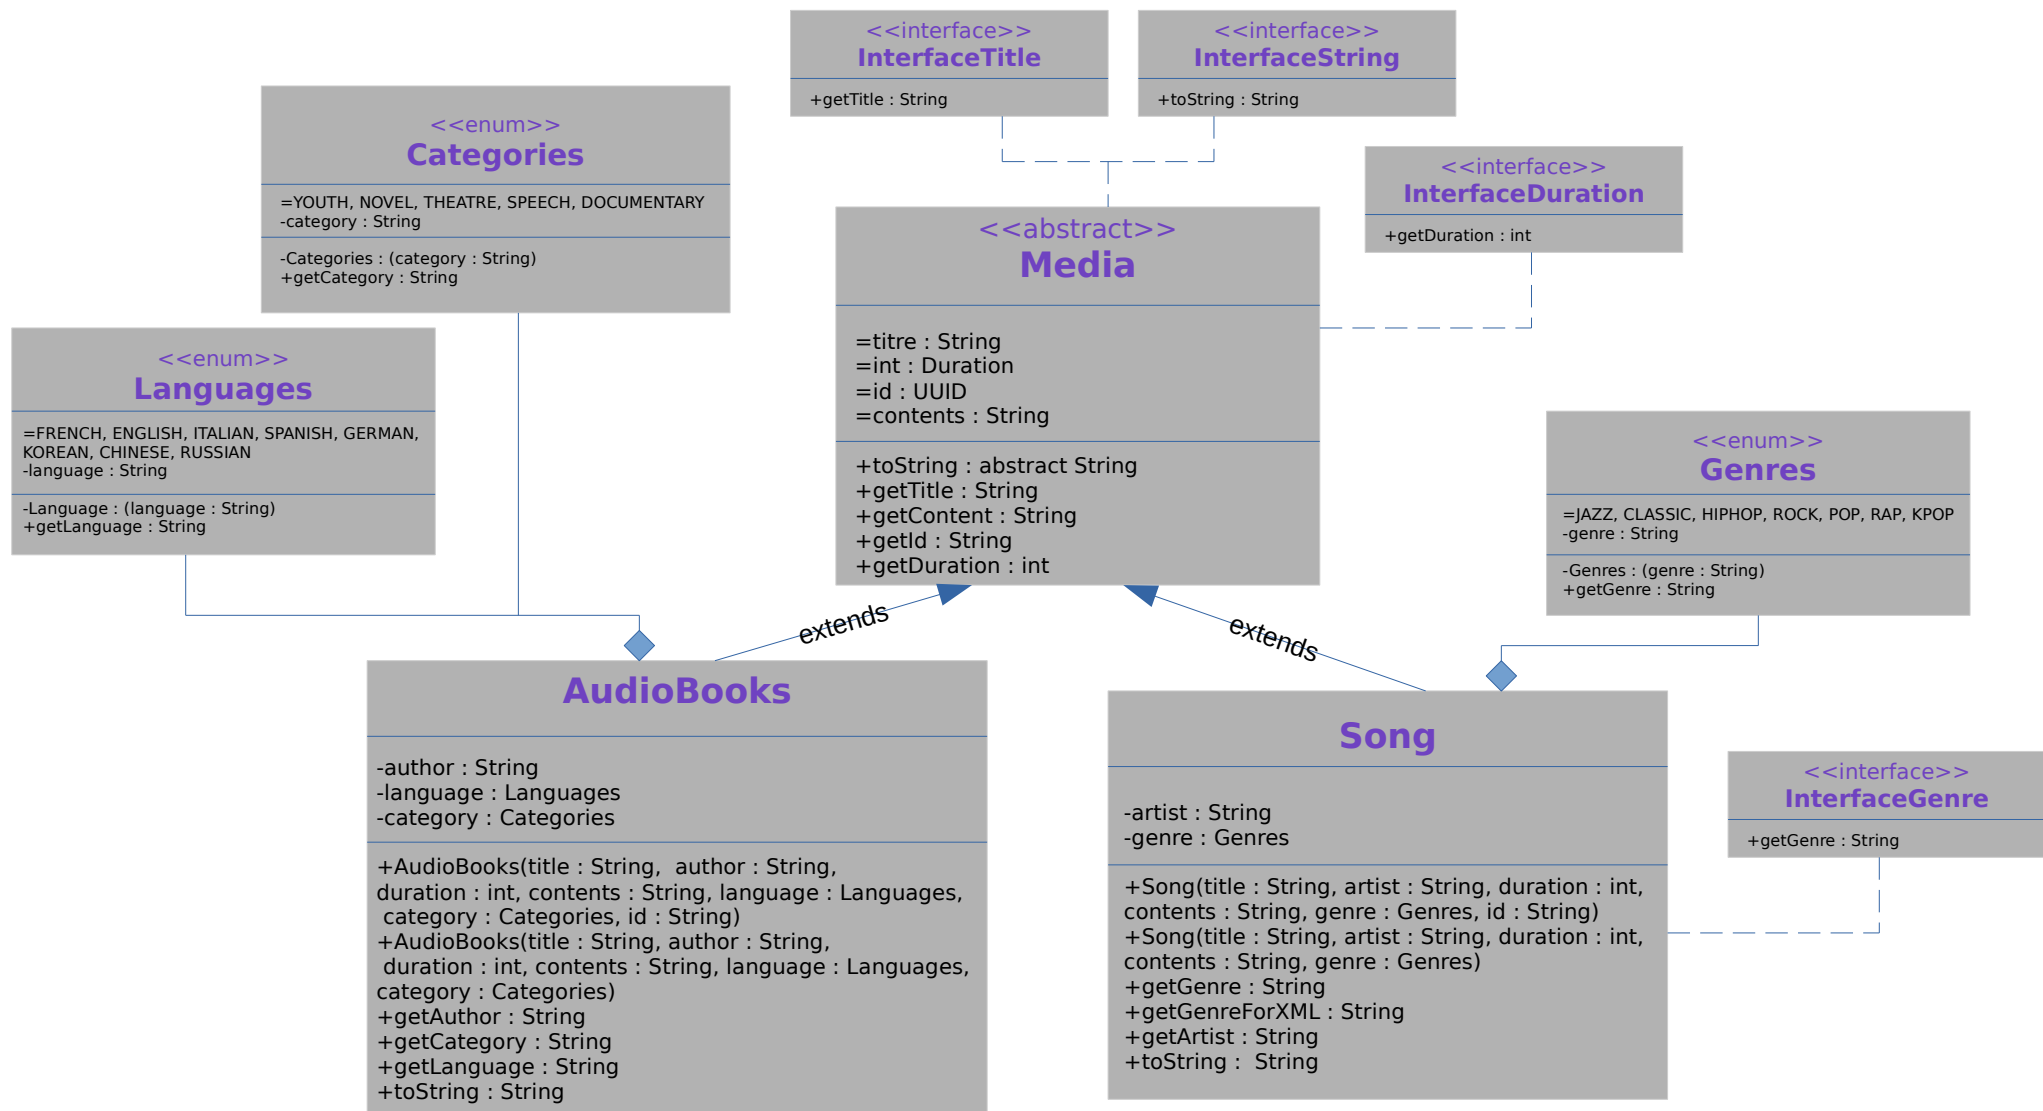 <<interface>>
InterfaceTitle
+getTitle : String
<<interface>>
InterfaceString
+toString : String
<<enum>>
Categories
=YOUTH, NOVEL, THEATRE, SPEECH, DOCUMENTARY
-category : String
-Categories : (category : String)
+getCategory : String
<<interface>>
InterfaceDuration
+getDuration : int
<<abstract>>
Media
=titre : String
=int : Duration
=id : UUID
=contents : String
+toString : abstract String
+getTitle : String
+getContent : String
+getId : String
+getDuration : int
<<enum>>
Languages
=FRENCH, ENGLISH, ITALIAN, SPANISH, GERMAN,
KOREAN, CHINESE, RUSSIAN
-language : String
-Language : (language : String)
+getLanguage : String
<<enum>>
Genres
=JAZZ, CLASSIC, HIPHOP, ROCK, POP, RAP, KPOP
-genre : String
-Genres : (genre : String)
+getGenre : String
extends
extends
AudioBooks
-author : String
-language : Languages
-category : Categories
+AudioBooks(title : String,  author : String,
duration : int, contents : String, language : Languages,
category : Categories, id : String)
+AudioBooks(title : String, author : String,
duration : int, contents : String, language : Languages,
category : Categories)
+getAuthor : String
+getCategory : String
+getLanguage : String
+toString : String
Song
-artist : String
-genre : Genres
+Song(title : String, artist : String, duration : int,
contents : String, genre : Genres, id : String)
+Song(title : String, artist : String, duration : int,
contents : String, genre : Genres)
+getGenre : String
+getGenreForXML : String
+getArtist : String
+toString :  String
<<interface>>
InterfaceGenre
+getGenre : String